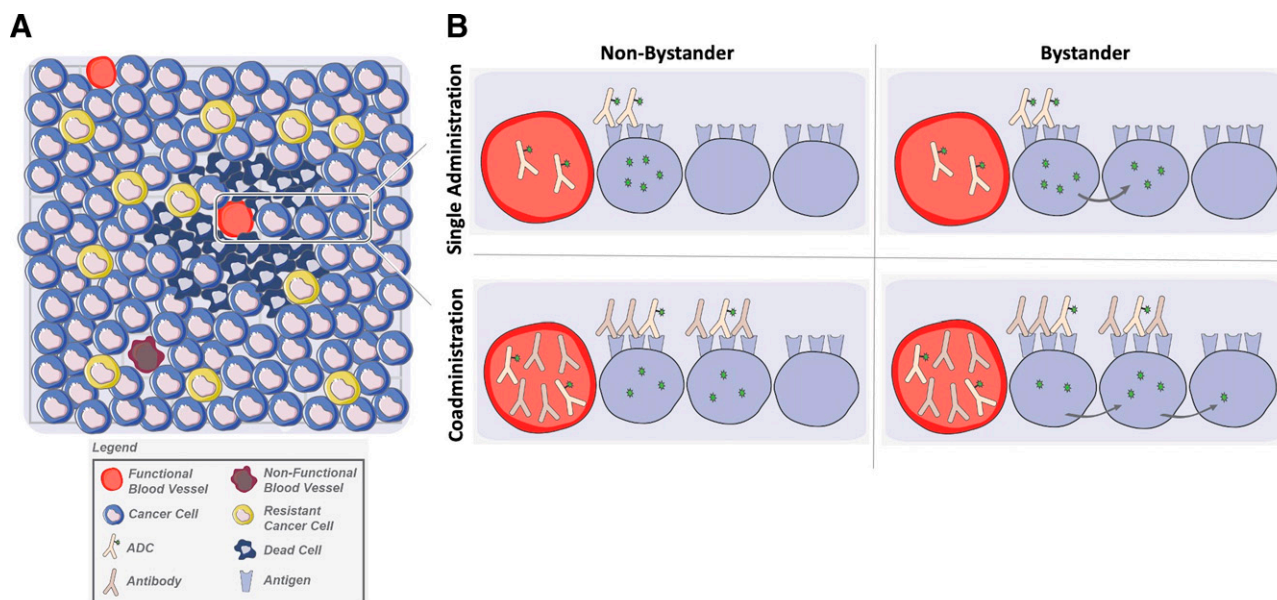 A
B
Non-Bystander
Bystander
Single Administration
Coadministration
Legend
Functional
Blood Vessel
Non-Functional
Blood Vessel
Cancer Cell
Resistant
Cancer Cell
ADC
Dead Cell
Antibody
Antigen